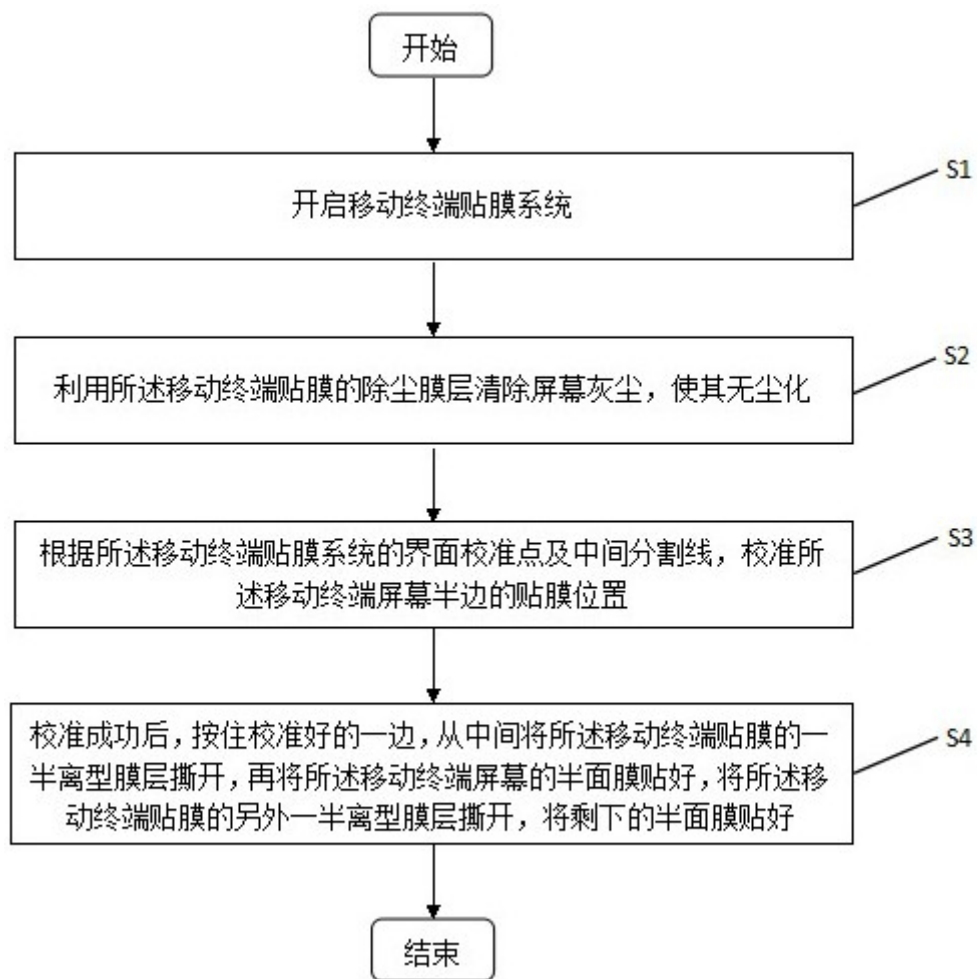 开始
S1
开启移动终端贴膜系统
S2
利用所述移动终端贴膜的除尘膜层清除屏幕灰尘，使其无尘化
S3
根据所述移动终端贴膜系统的界面校准点及中间分割线，校准所
述移动终端屏幕半边的贴膜位置
S4
校准成功后，按住校准好的一边，从中间将所述移动终端贴膜的一
半离型膜层撕开，再将所述移动终端屏幕的半面膜贴好，将所述移
动终端贴膜的另外一半离型膜层撕开，将剩下的半面膜贴好
结束